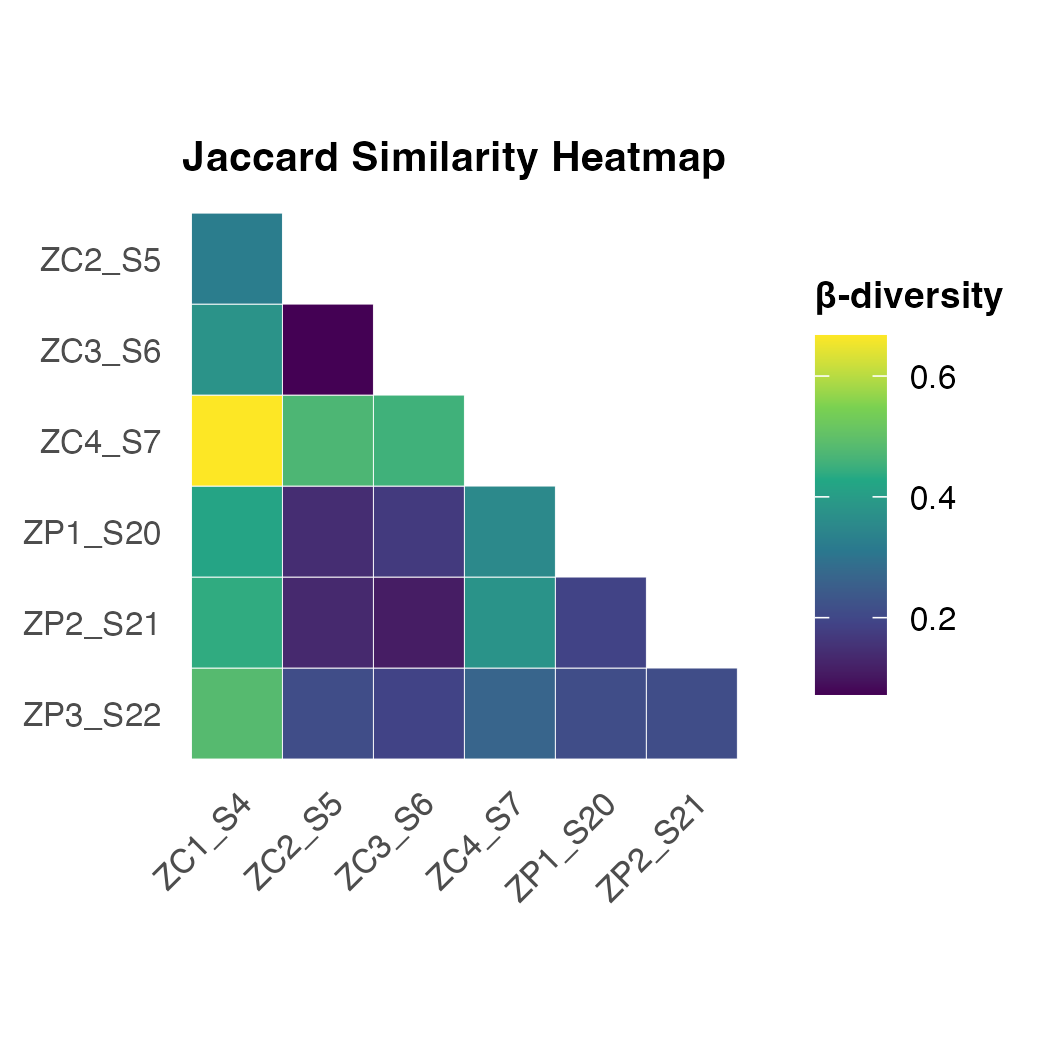 Jaccard Similarity Heatmap
ZC2_S5
ZC3_S6
ZC4_S7
ZP1_S20
ZP2_S21
ZP3_S22
ZC1_S4
ZC2_S5
ZC3_S6
ZC4_S7
ZP1_S20
ZP2_S21
β-diversity
0.6
0.4
0.2